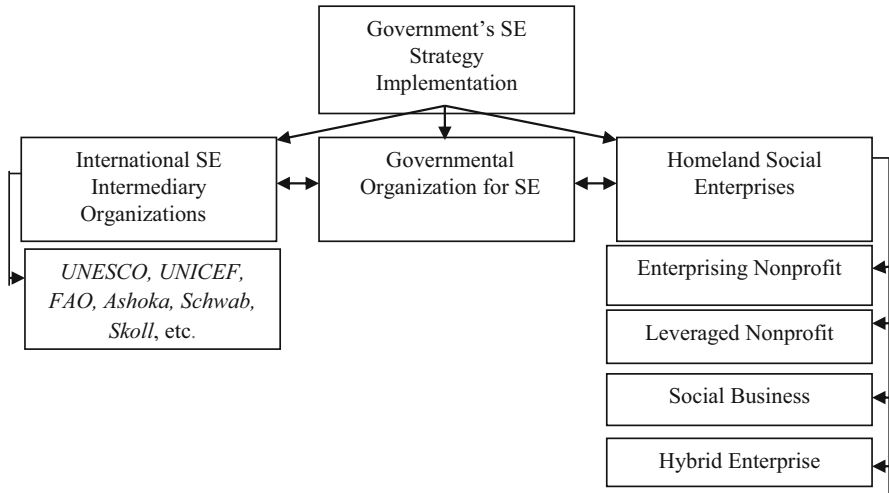 Government's SE
Strategy
Implementation
International SE
Intermediary
Organizations
Governmental
Organization for SE
Homeland Social
Enterprises
UNESCO, UNICEF,
FAO, Ashoka, Schwab,
Skoll, etc.
Enterprising Nonprofit
Leveraged Nonprofit
Social Business
Hybrid Enterprise